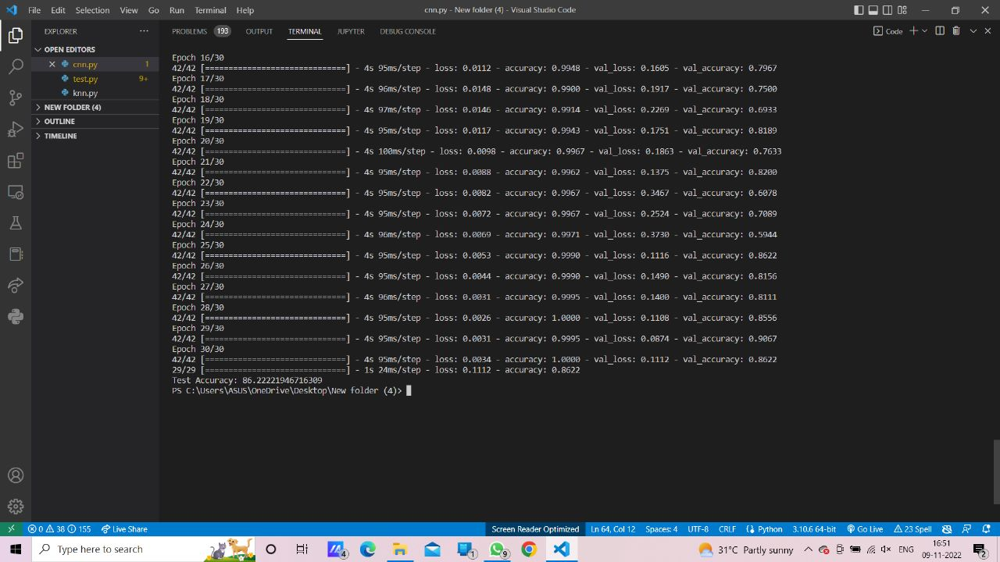 File Edit Selection View Go Run Terminal Help cnn.py - New folder (4) - Visual Studio Code
EXPLORER ···
OPEN EDITORS
cnn.py 1
test.py 9+
knn.py
NEW FOLDER (4)
OUTLINE
TIMELINE
PROBLEMS 193 OUTPUT TERMINAL JUPYTER DEBUG CONSOLE Code
Epoch 16/30
42/42 [==============================] - 4s 95ms/step - loss: 0.0112 - accuracy: 0.9948 - val_loss: 0.1605 - val_accuracy: 0.7967
Epoch 17/30
42/42 [==============================] - 4s 96ms/step - loss: 0.0148 - accuracy: 0.9900 - val_loss: 0.1917 - val_accuracy: 0.7500
Epoch 18/30
42/42 [==============================] - 4s 97ms/step - loss: 0.0146 - accuracy: 0.9914 - val_loss: 0.2269 - val_accuracy: 0.6933
Epoch 19/30
42/42 [==============================] - 4s 95ms/step - loss: 0.0117 - accuracy: 0.9943 - val_loss: 0.1751 - val_accuracy: 0.8189
Epoch 20/30
42/42 [==============================] - 4s 100ms/step - loss: 0.0098 - accuracy: 0.9967 - val_loss: 0.1863 - val_accuracy: 0.7633
Epoch 21/30
42/42 [==============================] - 4s 95ms/step - loss: 0.0088 - accuracy: 0.9962 - val_loss: 0.1375 - val_accuracy: 0.8200
Epoch 22/30
42/42 [==============================] - 4s 95ms/step - loss: 0.0082 - accuracy: 0.9967 - val_loss: 0.3467 - val_accuracy: 0.6078
Epoch 23/30
42/42 [==============================] - 4s 95ms/step - loss: 0.0072 - accuracy: 0.9967 - val_loss: 0.2524 - val_accuracy: 0.7089
Epoch 24/30
42/42 [==============================] - 4s 96ms/step - loss: 0.0069 - accuracy: 0.9971 - val_loss: 0.3730 - val_accuracy: 0.5944
Epoch 25/30
42/42 [==============================] - 4s 95ms/step - loss: 0.0053 - accuracy: 0.9990 - val_loss: 0.1116 - val_accuracy: 0.8622
Epoch 26/30
42/42 [==============================] - 4s 95ms/step - loss: 0.0044 - accuracy: 0.9990 - val_loss: 0.1490 - val_accuracy: 0.8156
Epoch 27/30
42/42 [==============================] - 4s 96ms/step - loss: 0.0031 - accuracy: 0.9995 - val_loss: 0.1400 - val_accuracy: 0.8111
Epoch 28/30
42/42 [==============================] - 4s 95ms/step - loss: 0.0026 - accuracy: 1.0000 - val_loss: 0.1108 - val_accuracy: 0.8556
Epoch 29/30
42/42 [==============================] - 4s 95ms/step - loss: 0.0031 - accuracy: 0.9995 - val_loss: 0.0874 - val_accuracy: 0.9067
Epoch 30/30
42/42 [==============================] - 4s 95ms/step - loss: 0.0034 - accuracy: 1.0000 - val_loss: 0.1112 - val_accuracy: 0.8622
29/29 [==============================] - 1s 24ms/step - loss: 0.1112 - accuracy: 0.8622
Test Accuracy: 86.22221946716309
PS C:\Users\ASUS\OneDrive\Desktop\New folder (4)>
0 38 155 Live Share Screen Reader Optimized Ln 64, Col 12 Spaces: 4 UTF-8 CRLF Python 3.10.6 64-bit Go Live 23 Spell
Type here to search 4 1 9 31°C Partly sunny ENG 16:51
09-11-2022 2